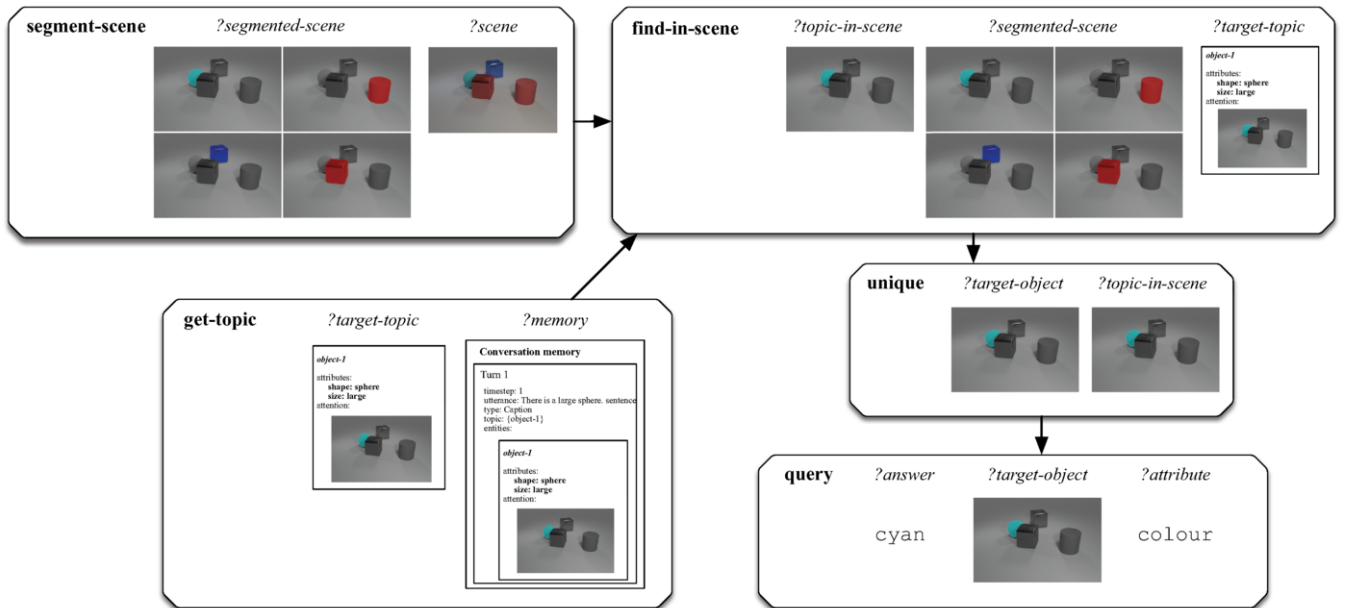 segment-scene ?segmented-scene ?scene
find-in-scene ?topic-in-scene ?segmented-scene ?target-topic
object-1
attributes:
shape: sphere
size: large
attention:
get-topic ?target-topic ?memory
object-1
attributes:
shape: sphere
size: large
attention:
Conversation memory
Turn 1
timestep: 1
utterance: There is a large sphere. sentence
type: Caption
topic: {object-1}
entities:
object-1
attributes:
shape: sphere
size: large
attention:
unique ?target-object ?topic-in-scene
query ?answer ?target-object ?attribute
cyan colour